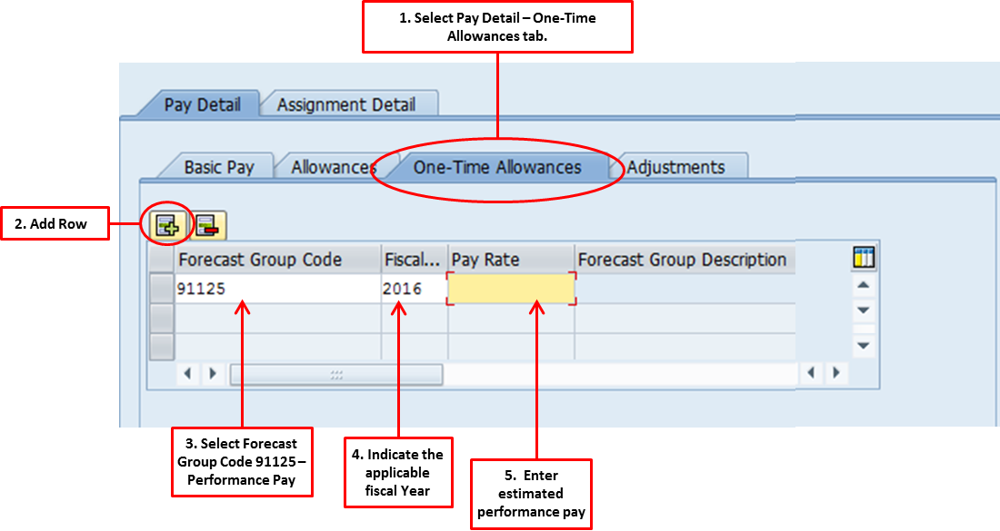 1. Select Pay Detail – One-Time
Allowances tab.
Pay Detail
Assignment Detail
Basic Pay
Allowances
One-Time Allowances
Adjustments
2. Add Row
Forecast Group Code
Fiscal...
Pay Rate
Forecast Group Description
91125
2016
3. Select Forecast
Group Code 91125 –
Performance Pay
4. Indicate the
applicable
fiscal Year
5. Enter
estimated
performance pay